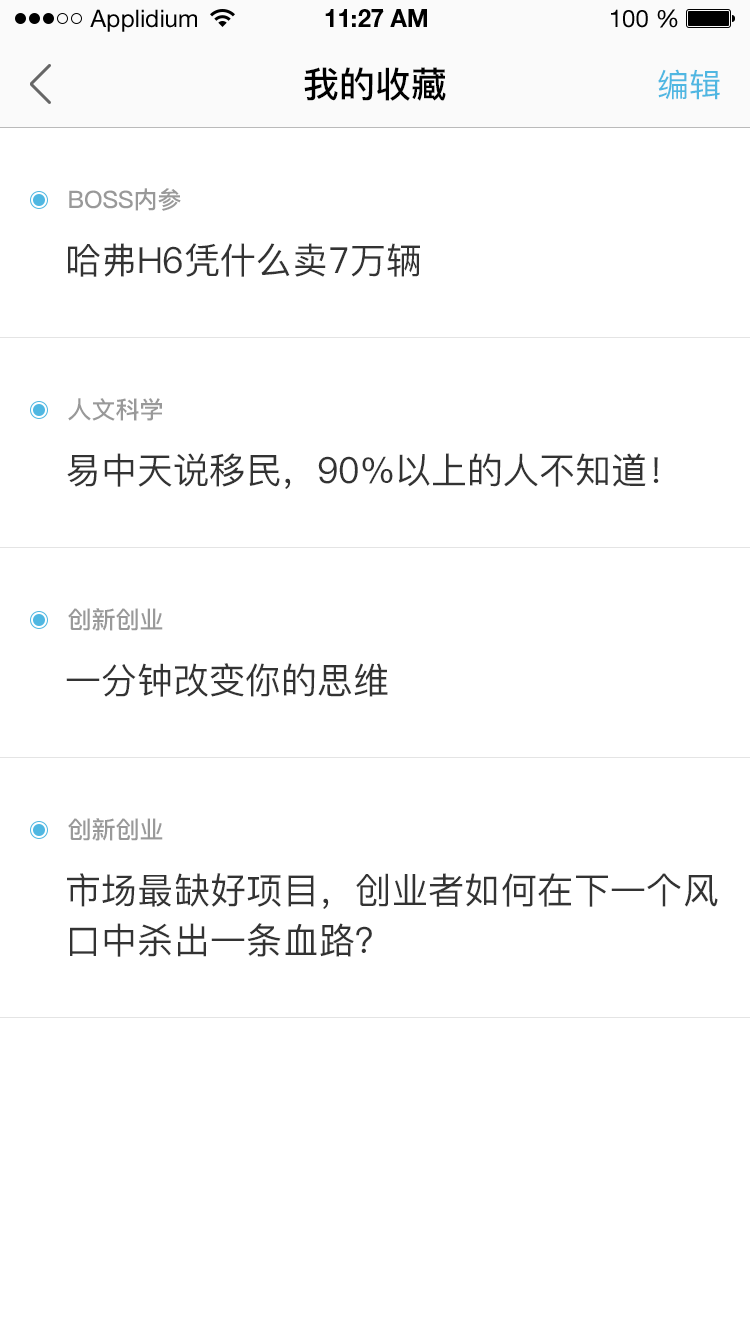 Applidium 11:27 AM 100 %
我的收藏 编辑
BOSS内参
哈弗H6凭什么卖7万辆
人文科学
易中天说移民，90%以上的人不知道！
创新创业
一分钟改变你的思维
创新创业
市场最缺好项目，创业者如何在下一个风
口中杀出一条血路？